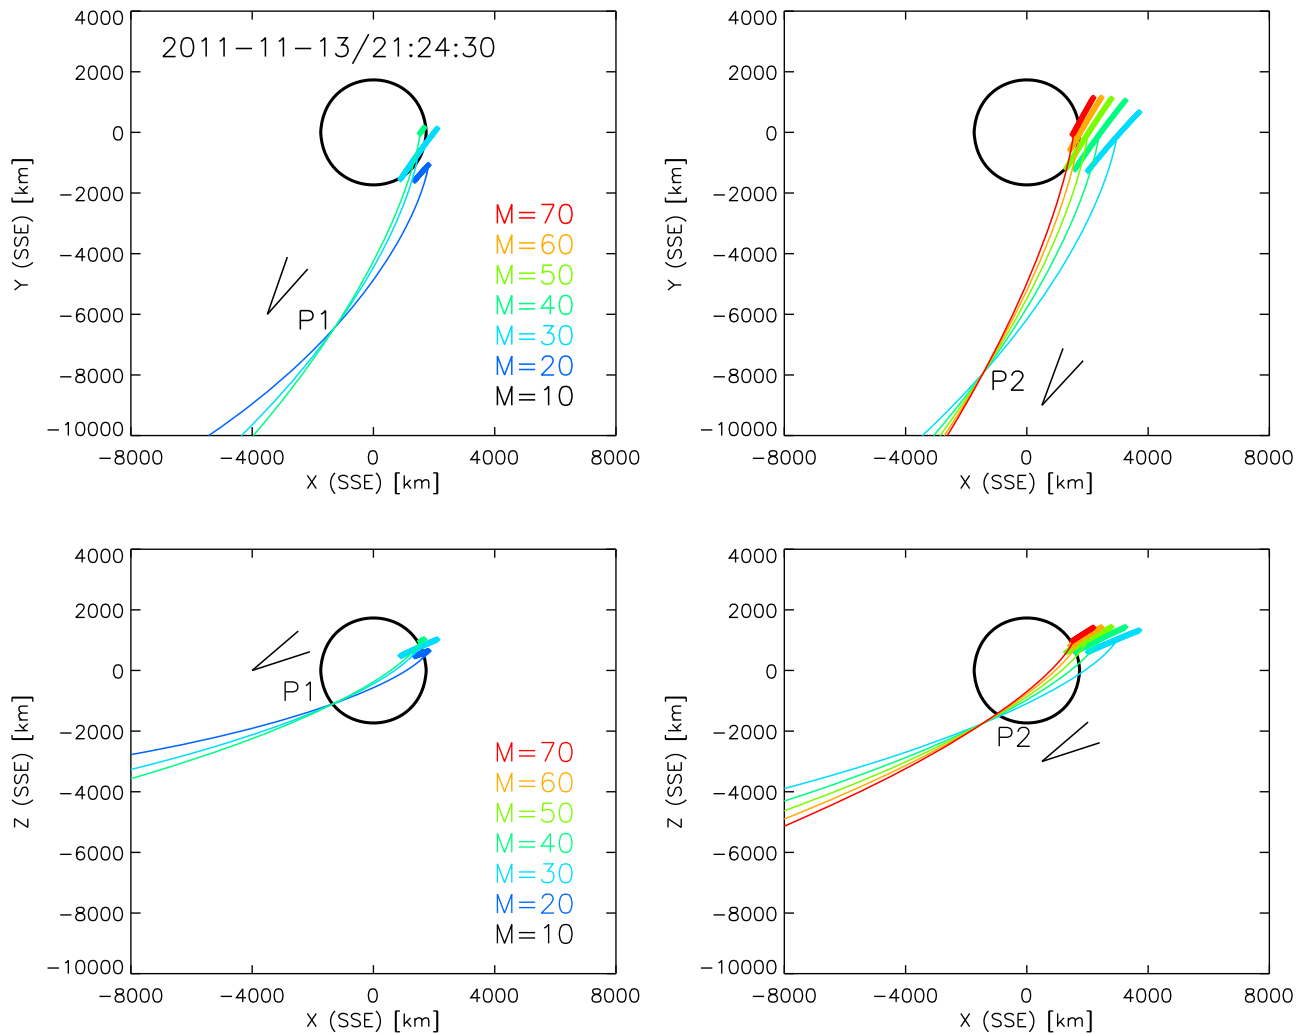 4000
2000
0
−2000
−4000
−6000
−8000
−10000
Y (SSE) [km]
2011−11−13/21:24:30
P1
M=70
M=60
M=50
M=40
M=30
M=20
M=10
−8000 −4000 0 4000 8000
X (SSE) [km]
4000
2000
0
−2000
−4000
−6000
−8000
−10000
Y (SSE) [km]
P2
−8000 −4000 0 4000 8000
X (SSE) [km]
4000
2000
0
−2000
−4000
−6000
−8000
−10000
Z (SSE) [km]
P1
M=70
M=60
M=50
M=40
M=30
M=20
M=10
−8000 −4000 0 4000 8000
X (SSE) [km]
4000
2000
0
−2000
−4000
−6000
−8000
−10000
Z (SSE) [km]
P2
−8000 −4000 0 4000 8000
X (SSE) [km]